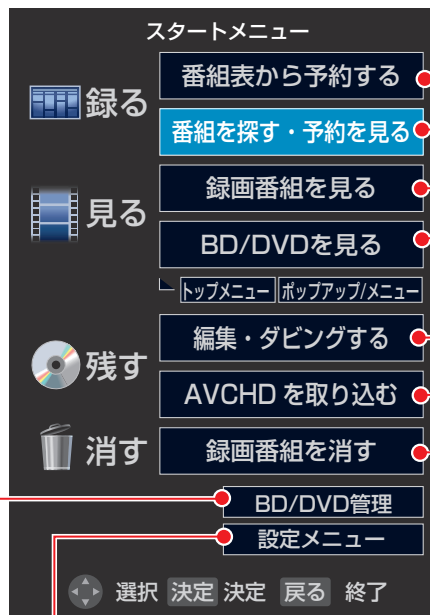 スタートメニュー
番組表から予約する
録る
番組を探す・予約を見る
録画番組を見る
見る
BD/DVDを見る
トップメニュー ポップアップ/メニュー
編集・ダビングする
残す
AVCHD を取り込む
消す 録画番組を消す
BD/DVD管理
設定メニュー
選択 決定 決定 戻る 終了